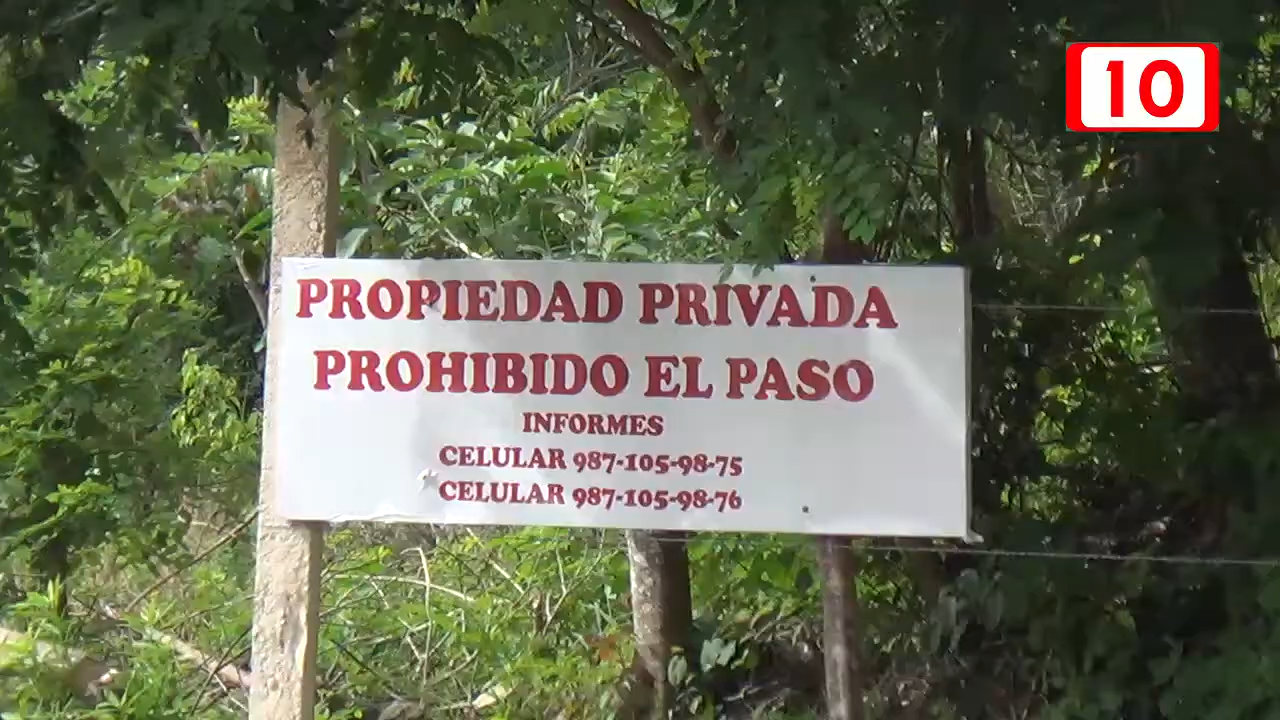 10
PROPIEDAD PRIVADA
PROHIBIDO EL PASO
INFORMES
CELULAR 987-105-98-75
CELULAR 987-105-98-76